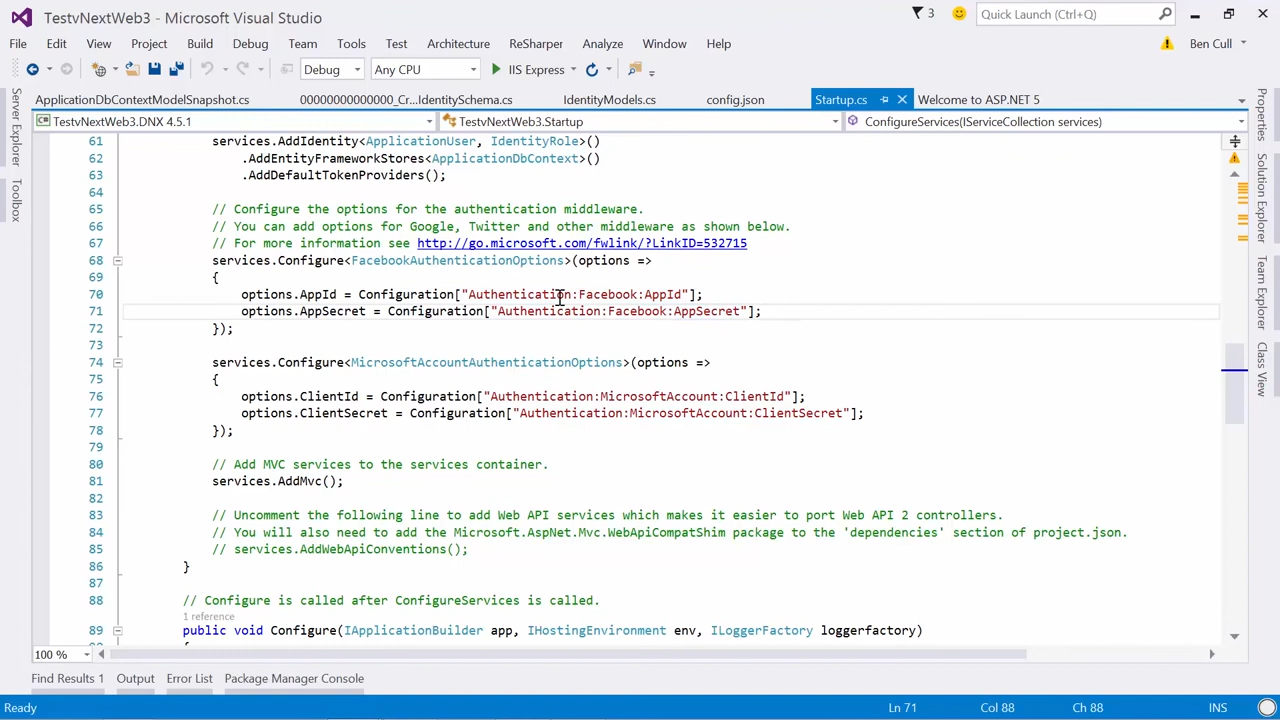 TestvNextWeb3 - Microsoft Visual Studio
3
Quick Launch (Ctrl+Q)
File Edit View Project Build Debug Team Tools Test Architecture ReSharper Analyze Window Help
Ben Cull
Debug Any CPU IIS Express
ApplicationDbContextModelSnapshot.cs 00000000000000_Cr...IdentitySchema.cs IdentityModels.cs config.json Startup.cs Welcome to ASP.NET 5
TestvNextWeb3.DNX 4.5.1 TestvNextWeb3.Startup ConfigureServices(IServiceCollection services)
Server Explorer
Toolbox
61 services.AddIdentity<ApplicationUser, IdentityRole>()
62 .AddEntityFrameworkStores<ApplicationDbContext>()
63 .AddDefaultTokenProviders();
64
65 // Configure the options for the authentication middleware.
66 // You can add options for Google, Twitter and other middleware as shown below.
67 // For more information see http://go.microsoft.com/fwlink/?LinkID=532715
68 services.Configure<FacebookAuthenticationOptions>(options =>
69 {
70 options.AppId = Configuration["Authentication:Facebook:AppId"];
71 options.AppSecret = Configuration["Authentication:Facebook:AppSecret"];
72 });
73
74 services.Configure<MicrosoftAccountAuthenticationOptions>(options =>
75 {
76 options.ClientId = Configuration["Authentication:MicrosoftAccount:ClientId"];
77 options.ClientSecret = Configuration["Authentication:MicrosoftAccount:ClientSecret"];
78 });
79
80 // Add MVC services to the services container.
81 services.AddMvc();
82
83 // Uncomment the following line to add Web API services which makes it easier to port Web API 2 controllers.
84 // You will also need to add the Microsoft.AspNet.Mvc.WebApiCompatShim package to the 'dependencies' section of project.json.
85 // services.AddWebApiConventions();
86 }
87
88 // Configure is called after ConfigureServices is called.
1 reference
89 public void Configure(IApplicationBuilder app, IHostingEnvironment env, ILoggerFactory loggerfactory)
Properties
Solution Explorer
Team Explorer
Class View
100 %
Find Results 1 Output Error List Package Manager Console
Ready Ln 71 Col 88 Ch 88 INS